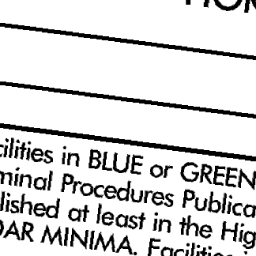 HOR
cilities in BLUE or GREEN
minal Procedures Publica
lished at least in the Hig
DAR MINIMA. Facilities i